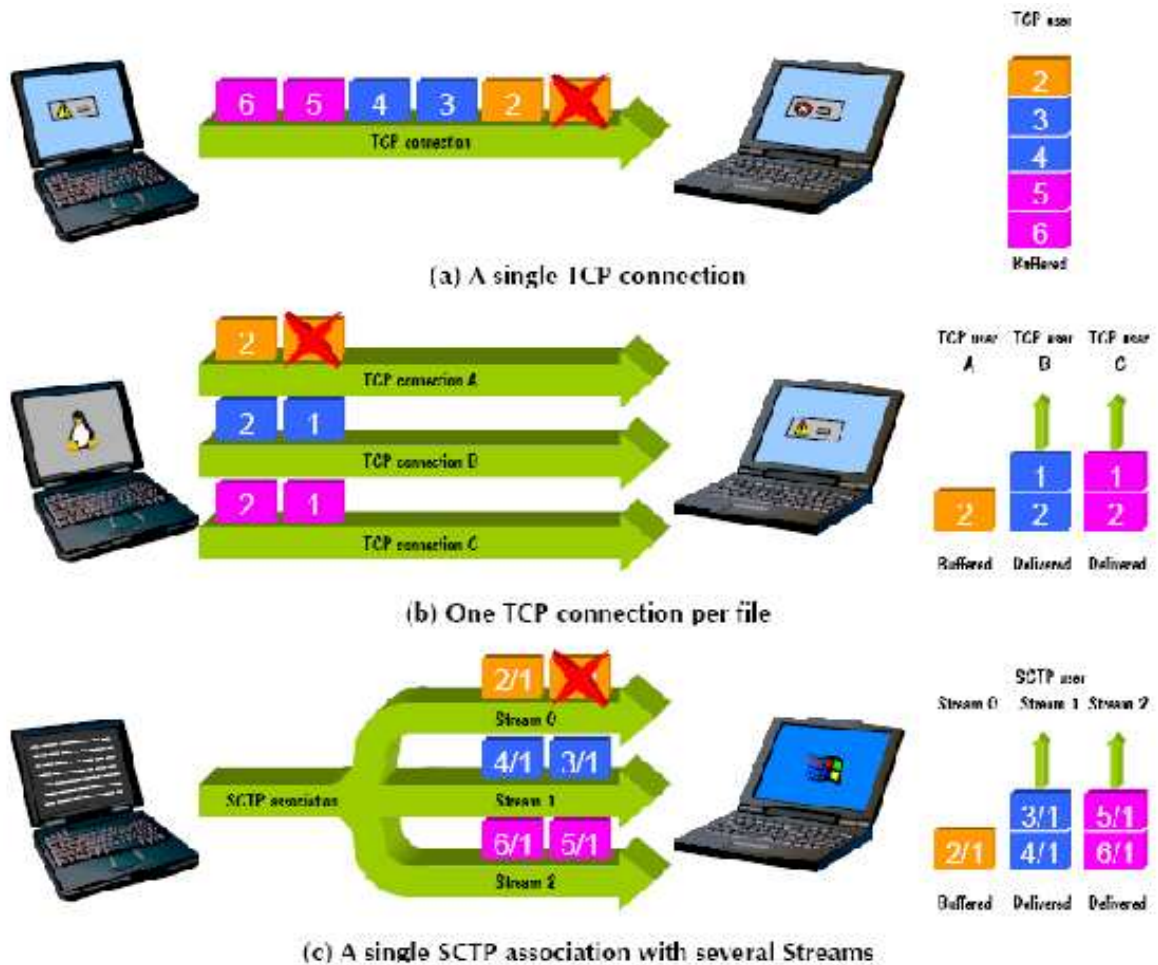 TCP user
6 5 4 3 2
TCP connection
2
3
4
5
6
Buffered
(a) A single TCP connection
2
TCP connection A
2 1
TCP connection B
2 1
TCP connection C
TCP user A
TCP user B
TCP user C
2
1
2
1
2
Buffered Delivered Delivered
(b) One TCP connection per file
SCTP association
2/1
Stream 0
4/1 3/1
Stream 1
6/1 5/1
Stream 2
SCTP user
Stream 0 Stream 1 Stream 2
2/1
3/1
4/1
5/1
6/1
Buffered Delivered Delivered
(c) A single SCTP association with several Streams